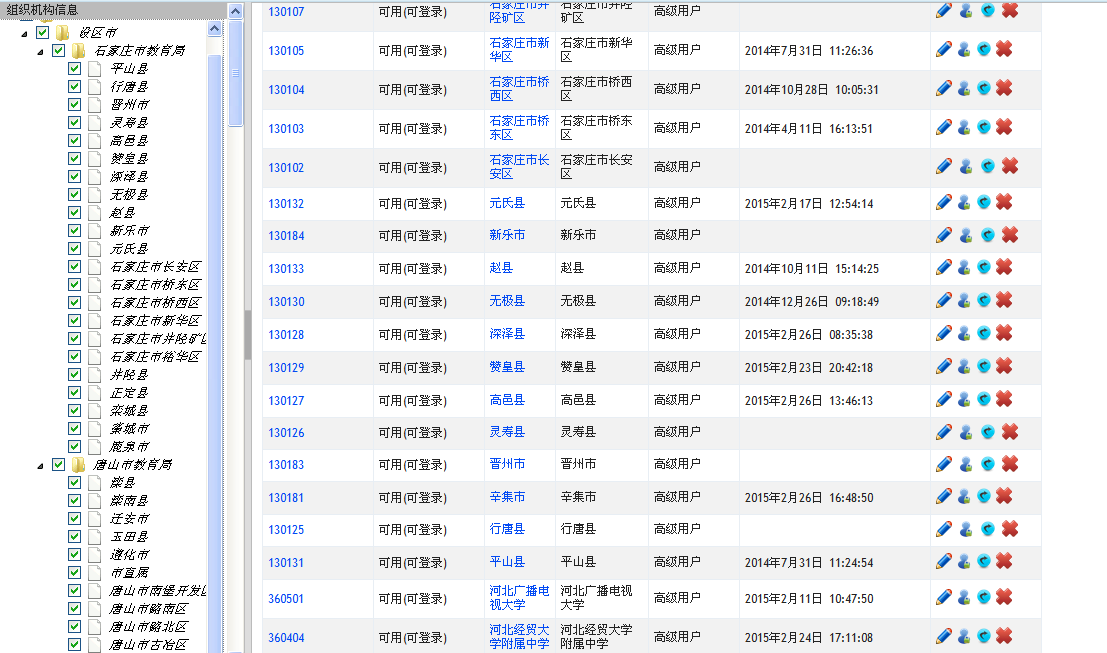 组织机构信息
设区市
石家庄市教育局
平山县
行唐县
晋州市
灵寿县
高邑县
赞皇县
深泽县
无极县
赵县
新乐市
元氏县
石家庄市长安区
石家庄市桥东区
石家庄市桥西区
石家庄市新华区
石家庄市井陉矿
石家庄市裕华区
井陉县
正定县
栾城县
藁城市
鹿泉市
唐山市教育局
滦县
滦南县
迁安市
玉田县
遵化市
市直属
唐山市南堡开发
唐山市路南区
唐山市路北区
唐山市古冶区
130107 可用(可登录) 石家庄市井 石家庄市井陉 高级用户
陉矿区 矿区
130105 可用(可登录) 石家庄市新 石家庄市新华 高级用户 2014年7月31日 11:26:36
华区 区
130104 可用(可登录) 石家庄市桥 石家庄市桥西 高级用户 2014年10月28日 10:05:31
西区 区
130103 可用(可登录) 石家庄市桥 石家庄市桥东 高级用户 2014年4月11日 16:13:51
东区 区
130102 可用(可登录) 石家庄市长 石家庄市长安 高级用户
安区 区
130132 可用(可登录) 元氏县 元氏县 高级用户 2015年2月17日 12:54:14
130184 可用(可登录) 新乐市 新乐市 高级用户
130133 可用(可登录) 赵县 赵县 高级用户 2014年10月11日 15:14:25
130130 可用(可登录) 无极县 无极县 高级用户 2014年12月26日 09:18:49
130128 可用(可登录) 深泽县 深泽县 高级用户 2015年2月26日 08:35:38
130129 可用(可登录) 赞皇县 赞皇县 高级用户 2015年2月23日 20:42:18
130127 可用(可登录) 高邑县 高邑县 高级用户 2015年2月26日 13:46:13
130126 可用(可登录) 灵寿县 灵寿县 高级用户
130183 可用(可登录) 晋州市 晋州市 高级用户
130181 可用(可登录) 辛集市 辛集市 高级用户 2015年2月26日 16:48:50
130125 可用(可登录) 行唐县 行唐县 高级用户
130131 可用(可登录) 平山县 平山县 高级用户 2014年7月31日 11:24:54
360501 可用(可登录) 河北广播电 河北广播电视 高级用户 2015年2月11日 10:47:50
视大学 大学
360404 可用(可登录) 河北经贸大 河北经贸大学 高级用户 2015年2月24日 17:11:08
学附属中学 附属中学